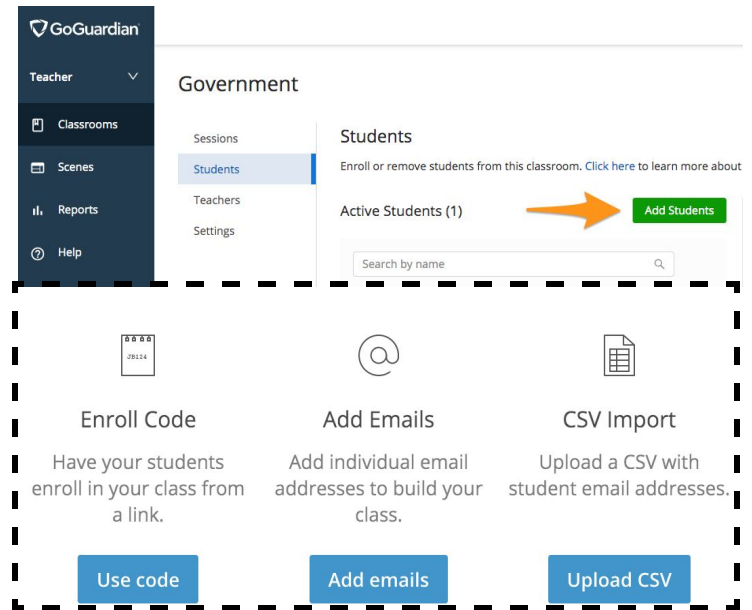 GoGuardian
Teacher
Classrooms
Scenes
Reports
Help
Government
Sessions
Students
Teachers
Settings
Students
Enroll or remove students from this classroom. Click here to learn more about
Active Students (1)
Add Students
Search by name
JB124
Enroll Code
Have your students
enroll in your class from
a link.
Use code
Add Emails
Add individual email
addresses to build your
class.
Add emails
CSV Import
Upload a CSV with
student email addresses.
Upload CSV